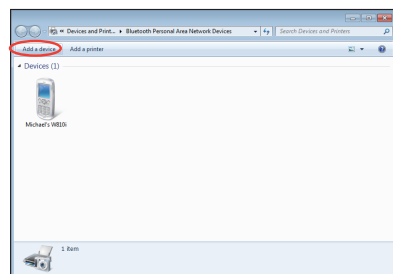 Devices and Print... Bluetooth Personal Area Network Devices Search Devices and Printers
Add a device Add a printer
Devices (1)
Michael's W810i
1 item